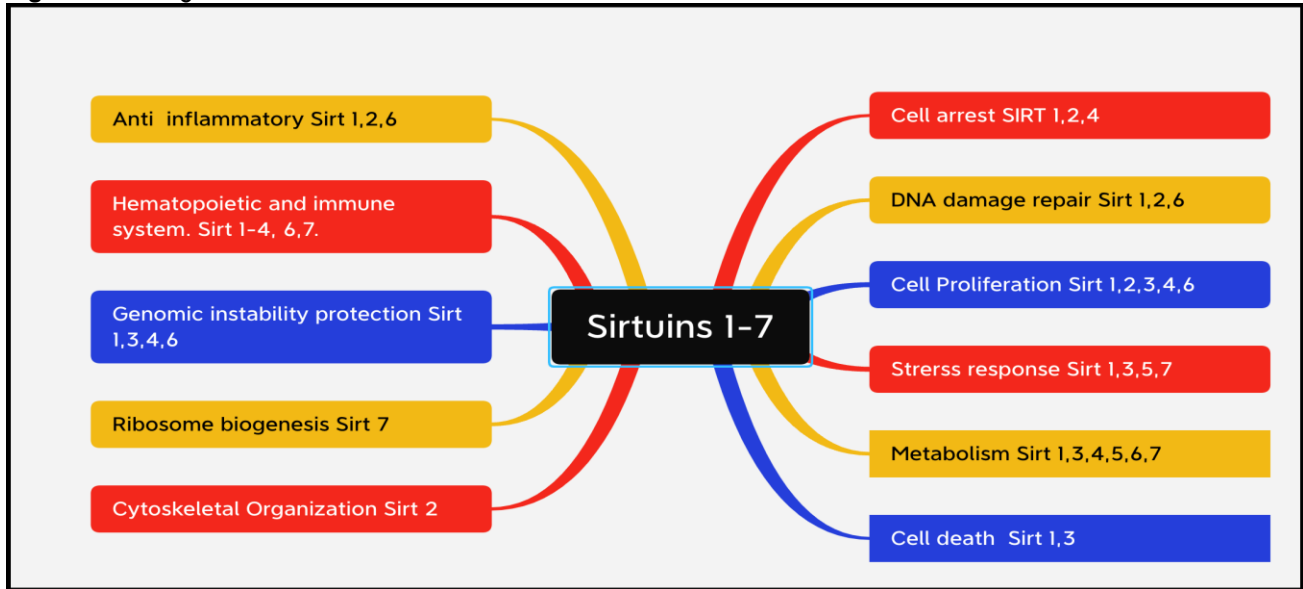 Anti inflammatory Sirt 1,2,6
Hematopoietic and immune
system. Sirt 1-4, 6,7.
Genomic instability protection Sirt
1,3,4,6
Ribosome biogenesis Sirt 7
Cytoskeletal Organization Sirt 2
Sirtuins 1-7
Cell arrest SIRT 1,2,4
DNA damage repair Sirt 1,2,6
Cell Proliferation Sirt 1,2,3,4,6
Strerss response Sirt 1,3,5,7
Metabolism Sirt 1,3,4,5,6,7
Cell death Sirt 1,3